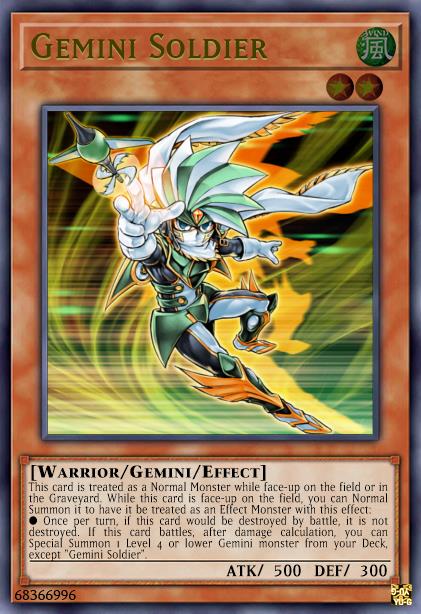 Gemini Soldier
WIND
風
[Warrior/Gemini/Effect]
This card is treated as a Normal Monster while face-up on the field or in
the Graveyard. While this card is face-up on the field, you can Normal
Summon it to have it be treated as an Effect Monster with this effect:
● Once per turn, if this card would be destroyed by battle, it is not
destroyed. If this card battles, after damage calculation, you can
Special Summon 1 Level 4 or lower Gemini monster from your Deck,
except "Gemini Soldier".
ATK/ 500 DEF/ 300
68366996